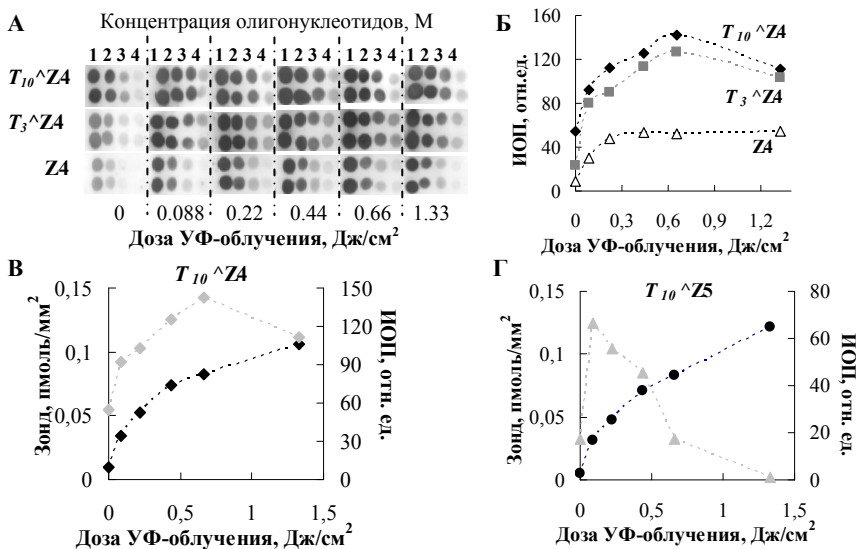 А
Концентрация олигонуклеотидов, М
1 2 3 4 1 2 3 4 1 2 3 4 1 2 3 4 1 2 3 4 1 2 3 4
T10^Z4
T3^Z4
Z4
0 0.088 0.22 0.44 0.66 1.33
Доза УФ-облучения, Дж/см2
Б
ИОП, отн.ед.
160
120
80
40
0
T10^Z4
T3^Z4
Z4
0 0,3 0,6 0,9 1,2
Доза УФ-облучения, Дж/см2
В
T10^Z4
Зонд, пмоль/мм2
0,15
0,1
0,05
0
150
120
90
60
30
0
ИОП, отн. ед.
0 0,5 1 1,5
Доза УФ-облучения, Дж/см2
Г
T10^Z5
Зонд, пмоль/мм2
0,15
0,1
0,05
0
80
60
40
20
0
ИОП, отн. ед.
0 0,5 1 1,5
Доза УФ-облучения, Дж/см2